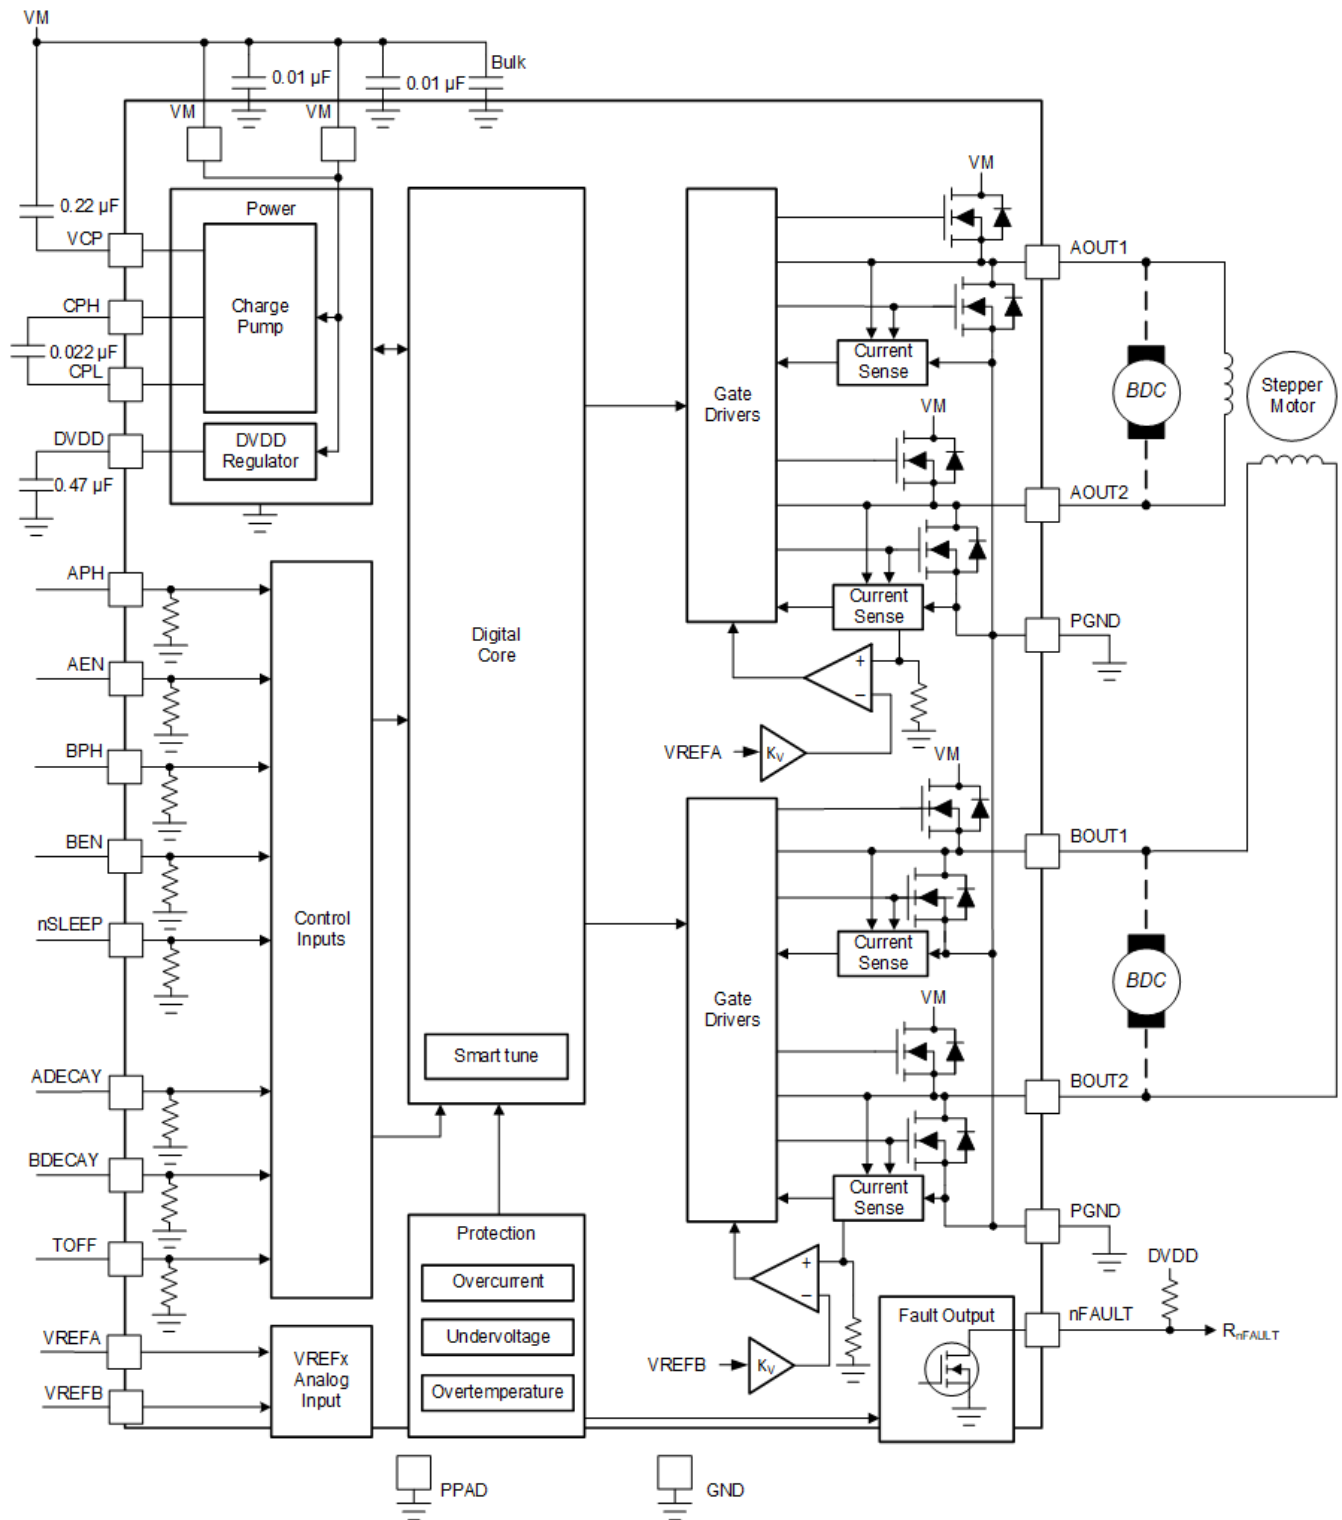 VM
0.01 µF
0.01 µF
Bulk
VM
VM
VM
Power
0.22 µF
VCP
CPH
Charge
Pump
0.022 µF
CPL
DVDD
DVDD
Regulator
0.47 µF
APH
AEN
BPH
BEN
nSLEEP
Control
Inputs
ADECAY
BDECAY
TOFF
VREFA
VREFB
VREFx
Analog
Input
Digital
Core
Smart tune
Protection
Overcurrent
Undervoltage
Overtemperature
Gate
Drivers
Current
Sense
VM
Current
Sense
+
−
VREFA
KV
AOUT1
BDC
Stepper
Motor
AOUT2
PGND
VM
Gate
Drivers
Current
Sense
VM
Current
Sense
+
−
VREFB
KV
BOUT1
BDC
BOUT2
PGND
DVDD
Fault Output
nFAULT
RnFAULT
PPAD
GND